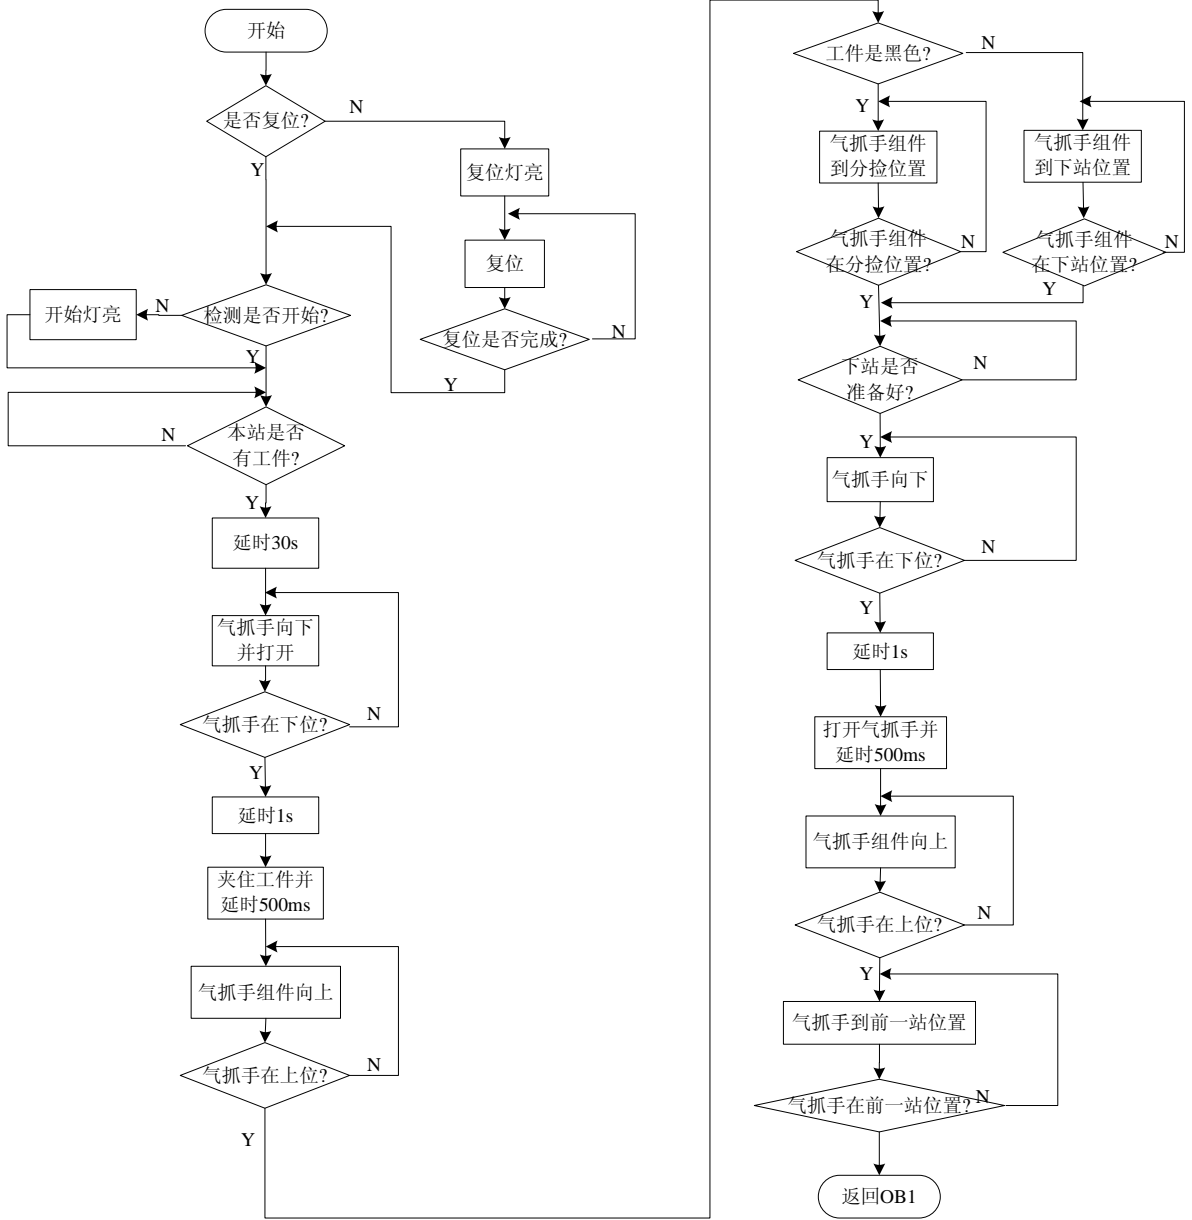 开始
是否复位?
N
Y
复位灯亮
复位
复位是否完成?
N
Y
检测是否开始?
N
开始灯亮
Y
本站是否
有工件?
N
Y
延时30s
气抓手向下
并打开
气抓手在下位?
N
Y
延时1s
夹住工件并
延时500ms
气抓手组件向上
气抓手在上位?
N
Y
工件是黑色?
N
Y
气抓手组件
到分捡位置
气抓手组件
到下站位置
气抓手组件
在分捡位置?
N
气抓手组件
在下站位置?
N
Y
Y
下站是否
准备好?
N
Y
气抓手向下
气抓手在下位?
N
Y
延时1s
打开气抓手并
延时500ms
气抓手组件向上
气抓手在上位?
N
Y
气抓手到前一站位置
气抓手在前一站位置?
N
返回OB1